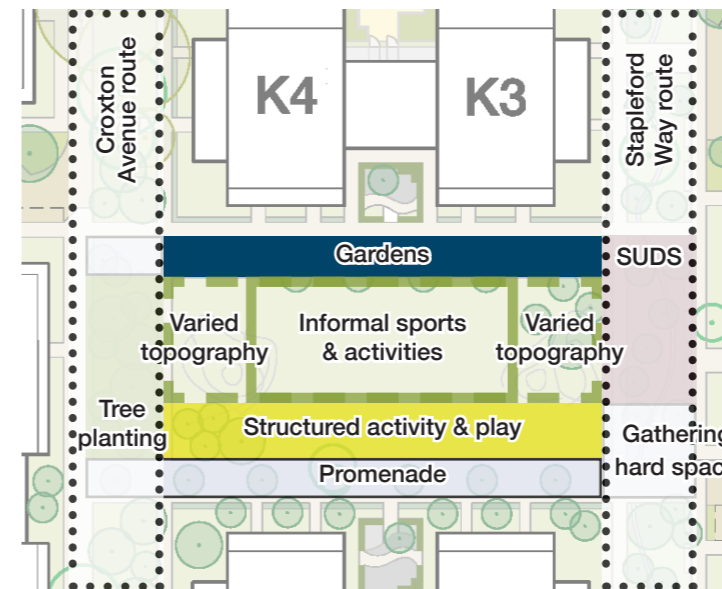 Croxton
Avenue route
K4
K3
Stapleford
Way route
Gardens
SUDS
Varied
topography
Informal sports
& activities
Varied
topography
Tree
planting
Structured activity & play
Gathering
hard spac
Promenade